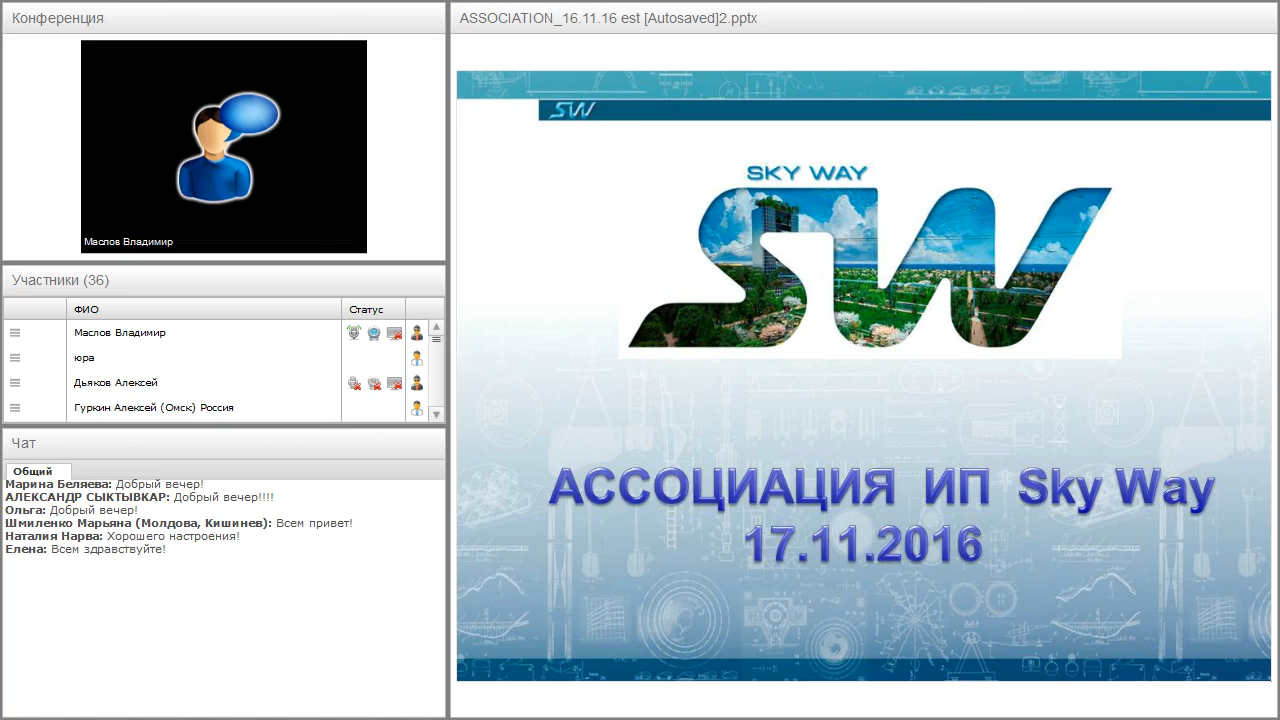 Конференция
Маслов Владимир
Участники (36)
ФИО Статус
Маслов Владимир
юра
Дьяков Алексей
Гуркин Алексей (Омск) Россия
Чат
Общий
Марина Беляева: Добрый вечер!
АЛЕКСАНДР СЫКТЫВКАР: Добрый вечер!!!!
Ольга: Добрый вечер!
Шмиленко Марьяна (Молдова, Кишинев): Всем привет!
Наталия Нарва: Хорошего настроения!
Елена: Всем здравствуйте!
ASSOCIATION_16.11.16 est [Autosaved]2.pptx
SW
SKY WAY
SW
АССОЦИАЦИЯ ИП Sky Way
17.11.2016